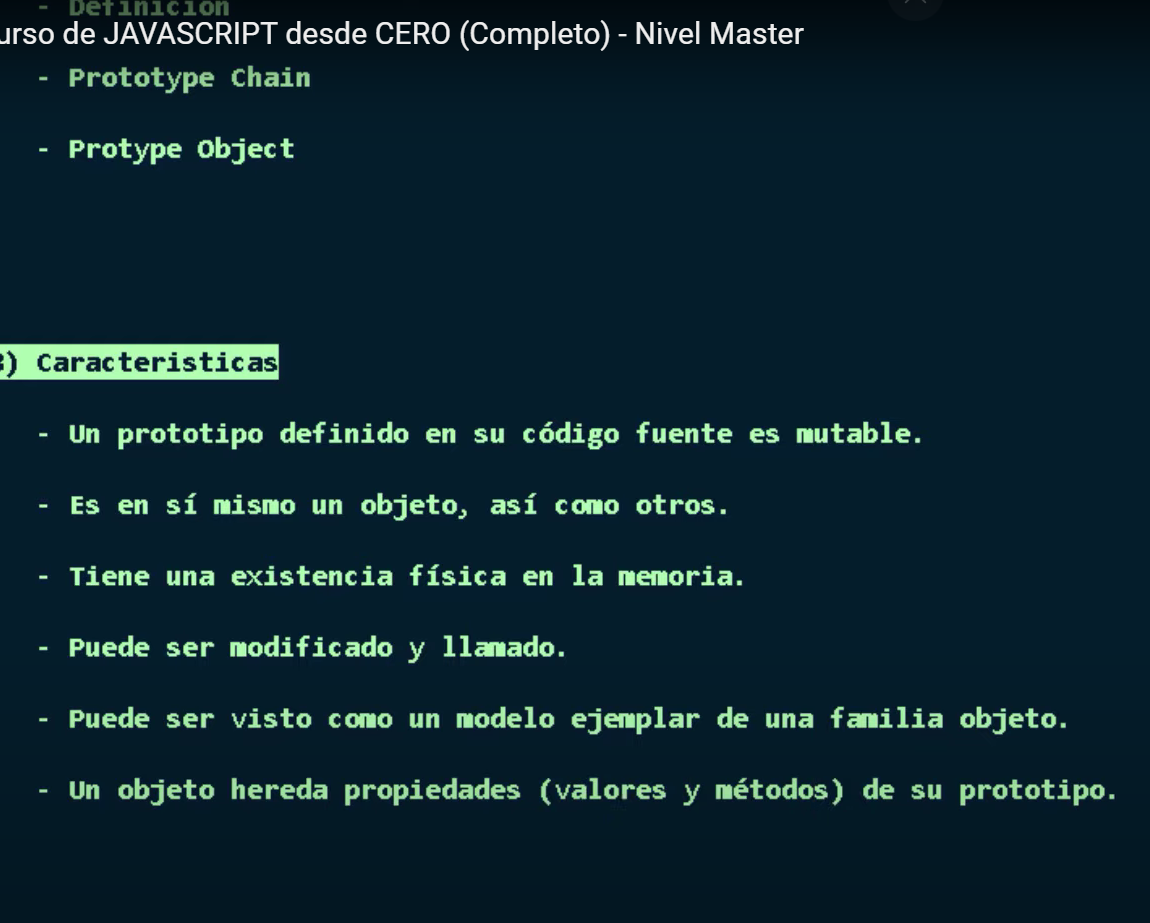 - Definición
urso de JAVASCRIPT desde CERO (Completo) - Nivel Master
- Prototype Chain
- Protype Object
3) Caracteristicas
- Un prototipo definido en su código fuente es mutable.
- Es en sí mismo un objeto, así como otros.
- Tiene una existencia física en la memoria.
- Puede ser modificado y llamado.
- Puede ser visto como un modelo ejemplar de una familia objeto.
- Un objeto hereda propiedades (valores y métodos) de su prototipo.